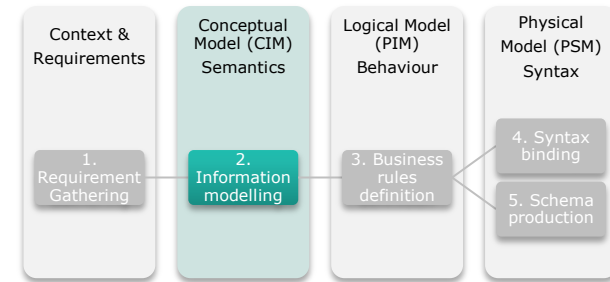 Context &
Requirements
1.
Requirement
Gathering
Conceptual
Model (CIM)
Semantics
2.
Information
modelling
Logical Model
(PIM)
Behaviour
3. Business
rules
definition
Physical
Model (PSM)
Syntax
4. Syntax
binding
5. Schema
production